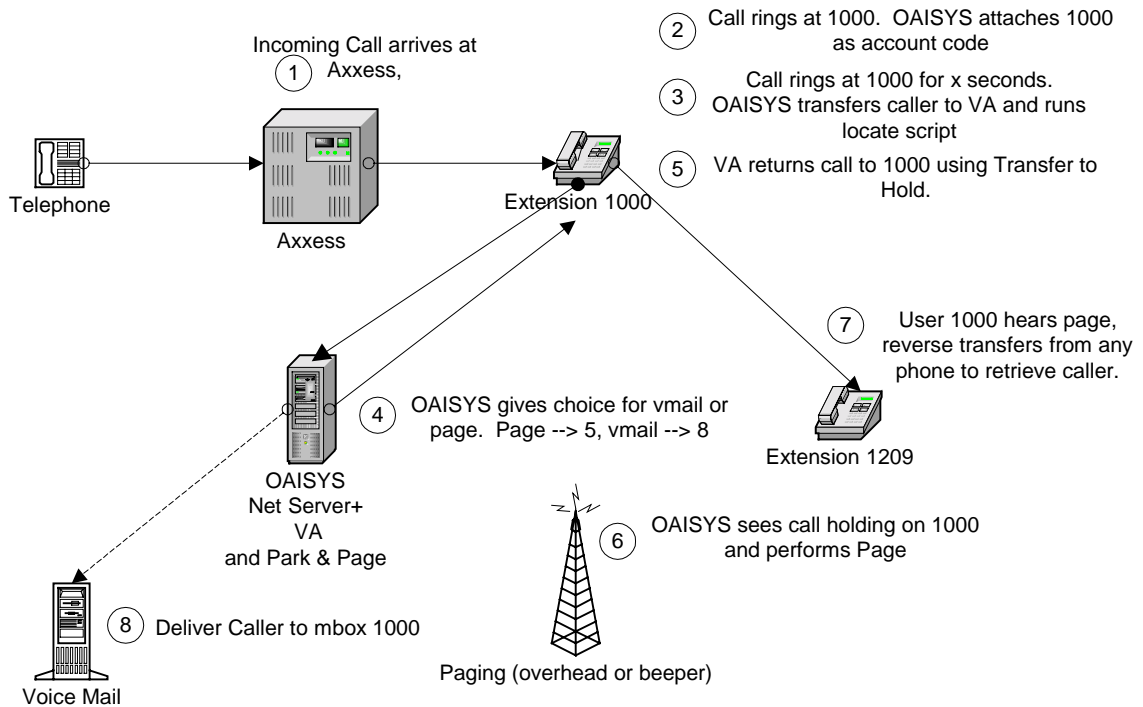 Incoming Call arrives at
1
Axxess,
2
Call rings at 1000. OAISYS attaches 1000
as account code
3
Call rings at 1000 for x seconds.
OAISYS transfers caller to VA and runs
locate script
5
VA returns call to 1000 using Transfer to
Hold.
Telephone
Axxess
Extension 1000
7
User 1000 hears page,
reverse transfers from any
phone to retrieve caller.
Extension 1209
4
OAISYS gives choice for vmail or
page. Page --> 5, vmail --> 8
OAISYS
Net Server+
VA
and Park & Page
6
OAISYS sees call holding on 1000
and performs Page
Paging (overhead or beeper)
8
Deliver Caller to mbox 1000
Voice Mail